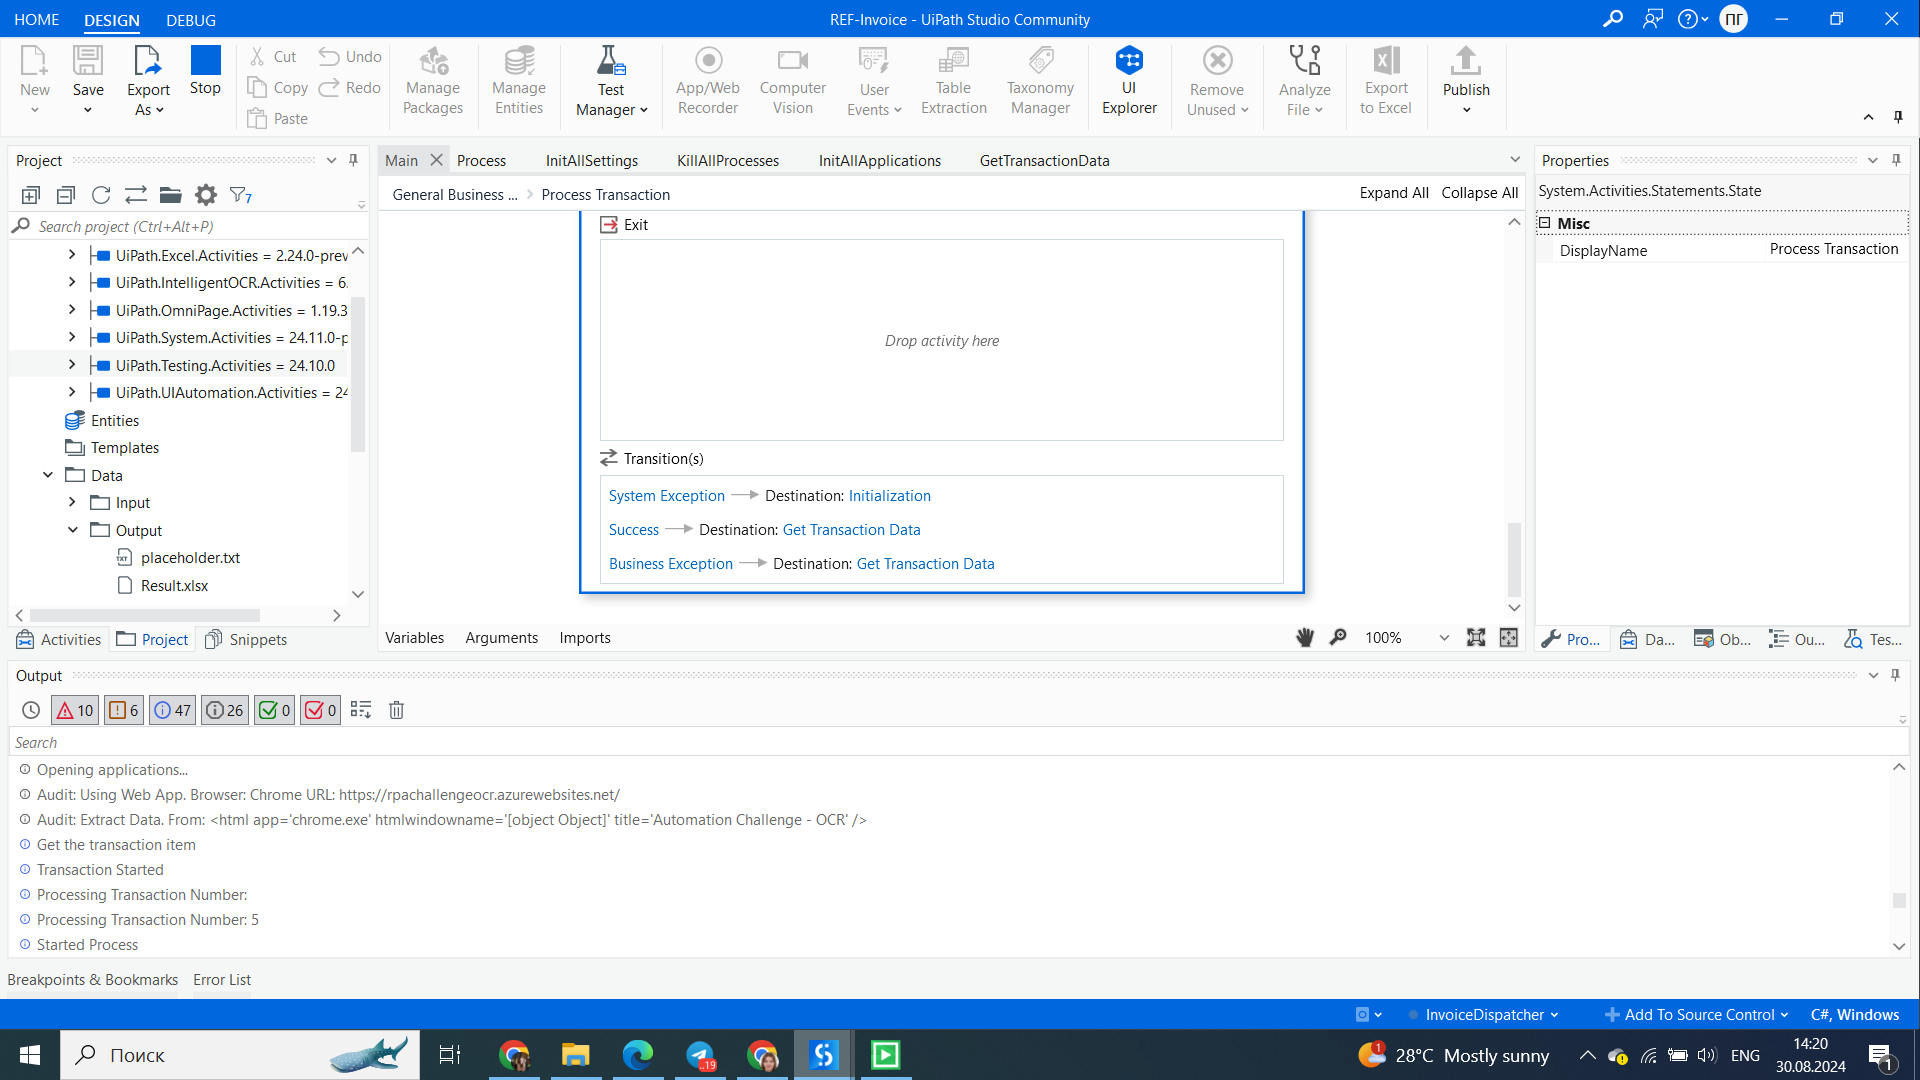 HOME DESIGN DEBUG
REF-Invoice - UiPath Studio Community
ПГ
New
Save
Export As
Stop
Cut
Copy
Paste
Undo
Redo
Manage Packages
Manage Entities
Test Manager
App/Web Recorder
Computer Vision
User Events
Table Extraction
Taxonomy Manager
UI Explorer
Remove Unused
Analyze File
Export to Excel
Publish
Project
7
Search project (Ctrl+Alt+P)
UiPath.Excel.Activities = 2.24.0-prev
UiPath.IntelligentOCR.Activities = 6.
UiPath.OmniPage.Activities = 1.19.3
UiPath.System.Activities = 24.11.0-p
UiPath.Testing.Activities = 24.10.0
UiPath.UIAutomation.Activities = 24
Entities
Templates
Data
Input
Output
placeholder.txt
Result.xlsx
Activities Project Snippets
Main Process InitAllSettings KillAllProcesses InitAllApplications GetTransactionData
General Business ... Process Transaction
Expand All Collapse All
Exit
Drop activity here
Transition(s)
System Exception Destination: Initialization
Success Destination: Get Transaction Data
Business Exception Destination: Get Transaction Data
Variables Arguments Imports
100%
Properties
System.Activities.Statements.State
Misc
DisplayName Process Transaction
Pro... Da... Ob... Ou... Tes...
Output
10 6 47 26 0 0
Search
Opening applications...
Audit: Using Web App. Browser: Chrome URL: https://rpachallengeocr.azurewebsites.net/
Audit: Extract Data. From: <html app='chrome.exe' htmlwindowname='[object Object]' title='Automation Challenge - OCR' />
Get the transaction item
Transaction Started
Processing Transaction Number:
Processing Transaction Number: 5
Started Process
Breakpoints & Bookmarks Error List
InvoiceDispatcher
Add To Source Control
C#, Windows
Поиск
..19
1
28°C Mostly sunny
ENG
14:20
30.08.2024
1